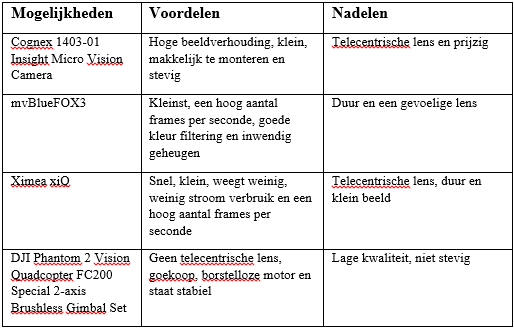 Mogelijkheden
Voordelen
Nadelen
Cognex 1403-01
Insight Micro Vision
Camera
Hoge beeldverhouding, klein,
makkelijk te monteren en
stevig
Telecentrische lens en prijzig
mvBlueFOX3
Kleinst, een hoog aantal
frames per seconde, goede
kleur filtering en inwendig
geheugen
Duur en een gevoelige lens
Ximea xiQ
Snel, klein, weegt weinig,
weinig stroom verbruik en een
hoog aantal frames per
seconde
Telecentrische lens, duur en
klein beeld
DJI Phantom 2 Vision
Quadcopter FC200
Special 2-axis
Brushless Gimbal Set
Geen telecentrische lens,
goekoop, borstelloze motor en
staat stabiel
Lage kwaliteit, niet stevig